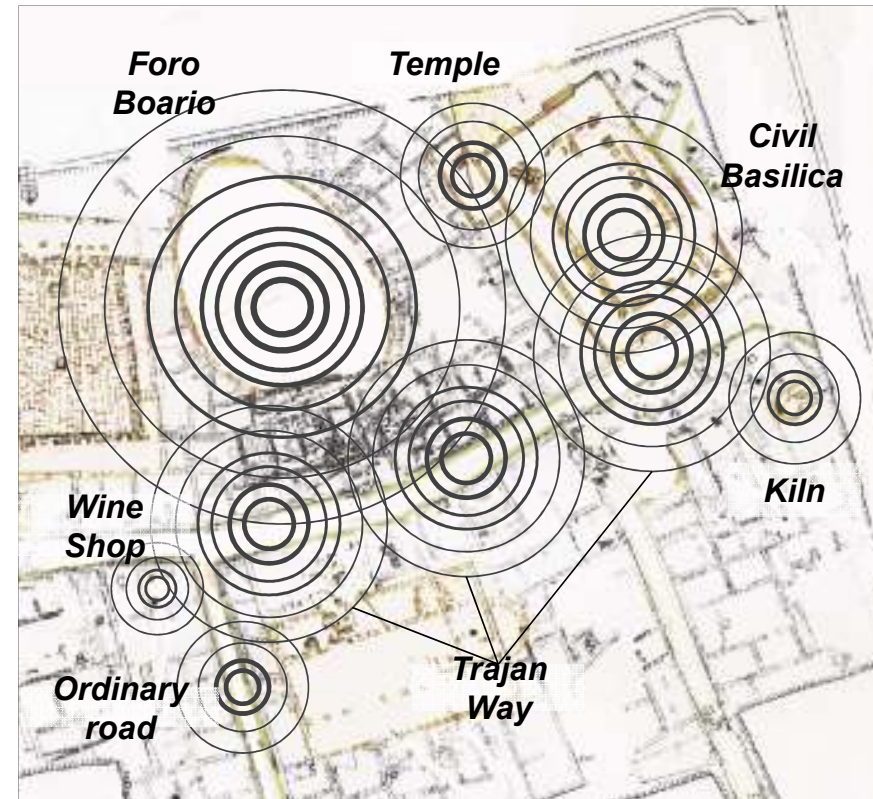 Foro
Boario
Temple
Civil
Basilica
Wine
Shop
Kiln
Ordinary
road
Trajan
Way